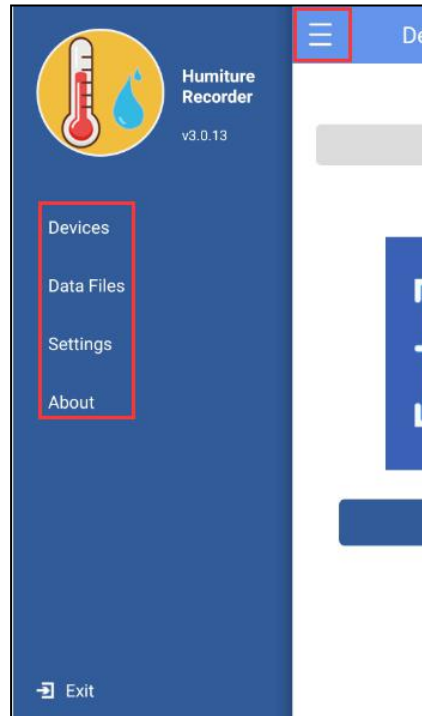 Humiture
Recorder
v3.0.13
Devices
Data Files
Settings
About
Exit